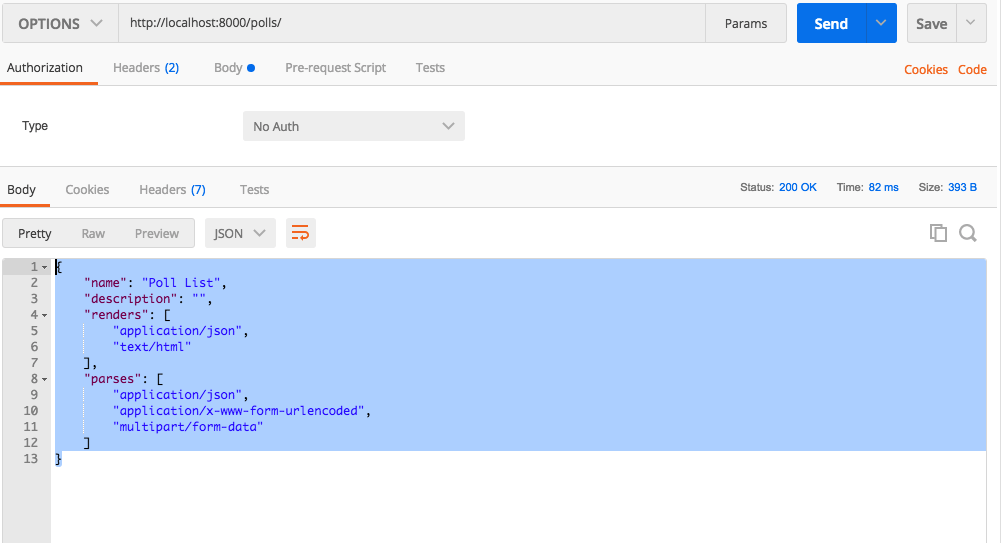 OPTIONS http://localhost:8000/polls/ Params Send Save
Authorization Headers (2) Body Pre-request Script Tests Cookies Code
Type No Auth
Body Cookies Headers (7) Tests Status: 200 OK Time: 82 ms Size: 393 B
Pretty Raw Preview JSON
1 {
2 "name": "Poll List",
3 "description": "",
4 "renders": [
5 "application/json",
6 "text/html"
7 ],
8 "parses": [
9 "application/json",
10 "application/x-www-form-urlencoded",
11 "multipart/form-data"
12 ]
13 }